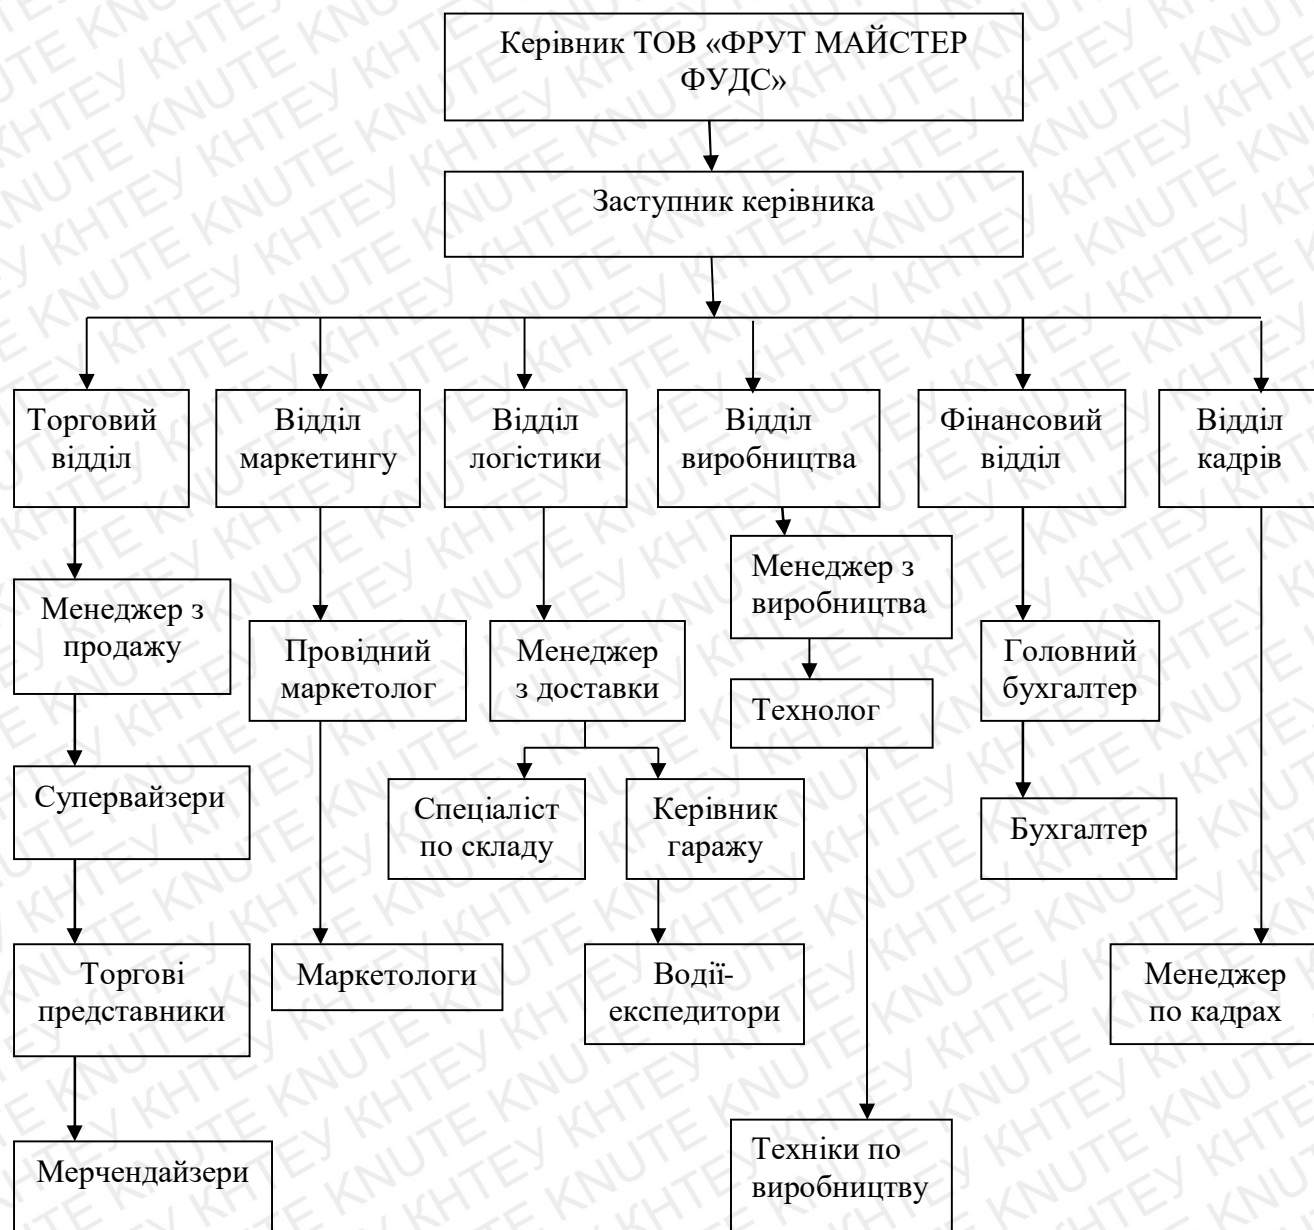 Керівник ТОВ «ФРУТ МАЙСТЕР
ФУДС»
Заступник керівника
Торговий
відділ
Відділ
маркетингу
Відділ
логістики
Відділ
виробництва
Фінансовий
відділ
Відділ
кадрів
Менеджер з
продажу
Провідний
маркетолог
Менеджер
з доставки
Менеджер з
виробництва
Технолог
Головний
бухгалтер
Супервайзери
Спеціаліст
по складу
Керівник
гаражу
Бухгалтер
Торгові
представники
Маркетологи
Водії-
експедитори
Менеджер
по кадрах
Мерчендайзери
Техніки по
виробництву